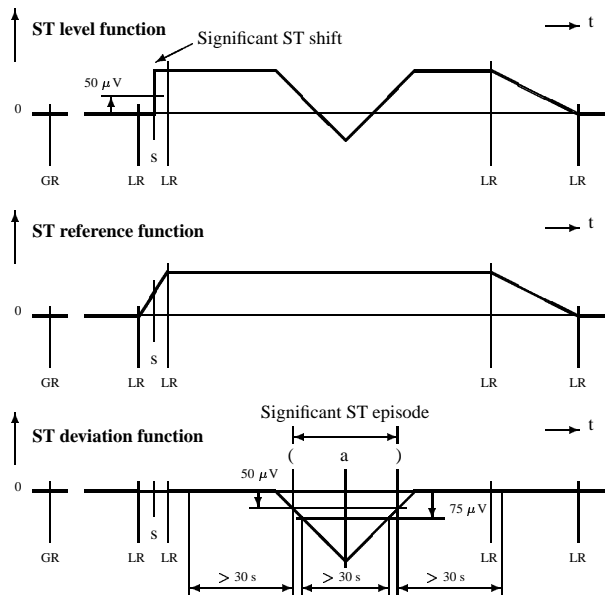 ST level function
Significant ST shift
t
50 μV
0
s
GR LR LR LR LR
ST reference function
t
0
s
GR LR LR LR LR
Significant ST episode
ST deviation function
t
( a )
50 μV
0
75 μV
s
GR LR LR LR LR
> 30 s > 30 s > 30 s